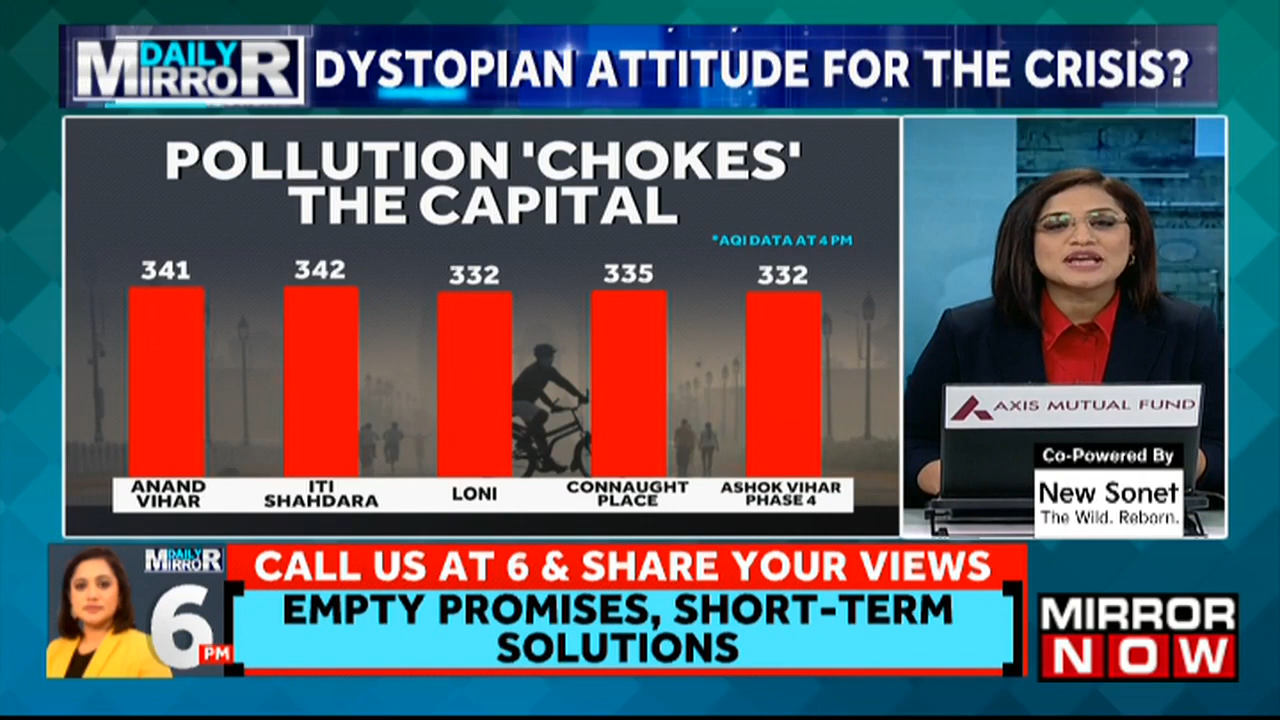 DAILY
MIRROR
DYSTOPIAN ATTITUDE FOR THE CRISIS?
POLLUTION 'CHOKES'
THE CAPITAL
*AQI DATA AT 4 PM
341
342
332
335
332
ANAND
VIHAR
ITI
SHAHDARA
LONI
CONNAUGHT
PLACE
ASHOK VIHAR
PHASE 4
AXIS MUTUAL FUND
Co-Powered By
New Sonet
The Wild. Reborn.
DAILY
MIRROR
6
PM
CALL US AT 6 & SHARE YOUR VIEWS
EMPTY PROMISES, SHORT-TERM
SOLUTIONS
MIRROR
NOW